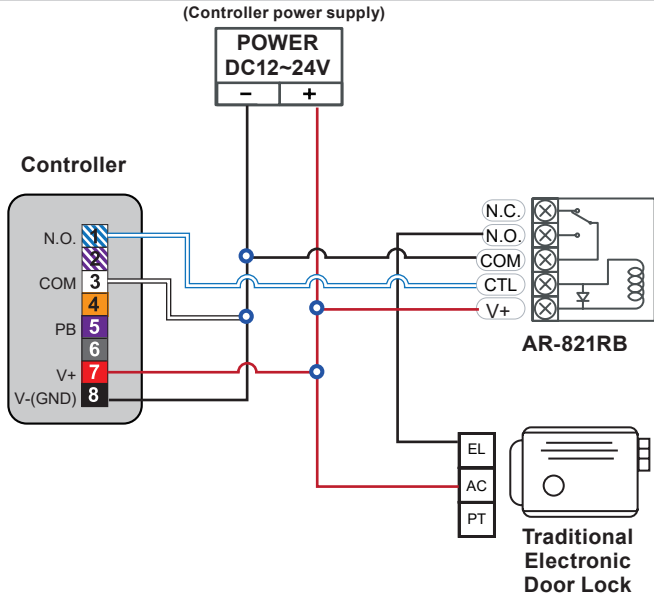 (Controller power supply)
POWER
DC12~24V
− +
Controller
N.O. 1
2
COM 3
4
PB 5
6
V+ 7
V-(GND) 8
N.C.
N.O.
COM
CTL
V+
AR-821RB
EL
AC
PT
Traditional
Electronic
Door Lock